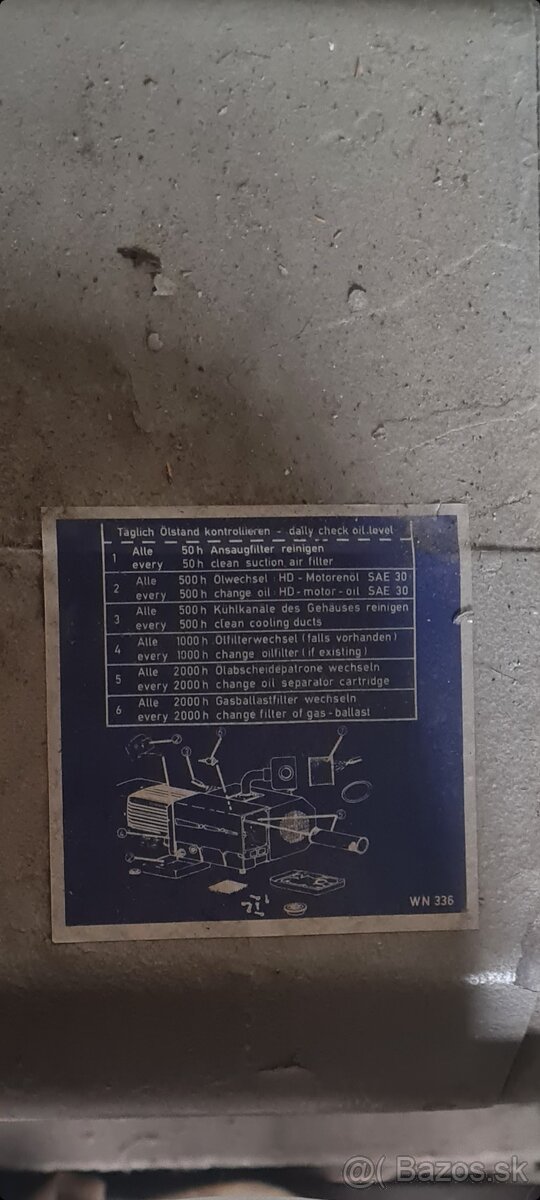 Täglich Ölstand kontrollieren - daily check oil level
1 Alle 50 h Ansaugfilter reinigen
every 50 h clean suction air filter
2 Alle 500 h Ölwechsel: HD - Motorenöl SAE 30
every 500 h change oil: HD - motor - oil SAE 30
3 Alle 500 h Kühlkanäle des Gehäuses reinigen
every 500 h clean cooling ducts
4 Alle 1000 h Ölfilterwechsel (falls vorhanden)
every 1000 h change oilfilter (if existing)
5 Alle 2000 h Ölabscheidepatrone wechseln
every 2000 h change oil separator cartridge
6 Alle 2000 h Gasballastfilter wechseln
every 2000 h change filter of gas - ballast
WN 336
@( Bazos.sk